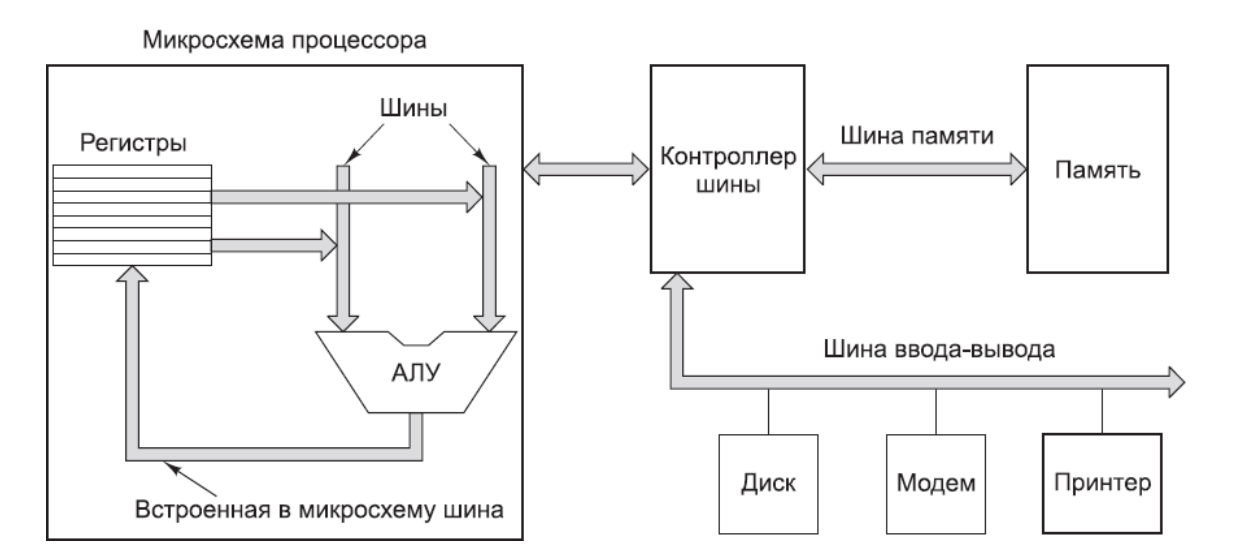 Микросхема процессора
Шины
Регистры
АЛУ
Встроенная в микросхему шина
Контроллер
шины
Шина памяти
Память
Шина ввода-вывода
Диск
Модем
Принтер